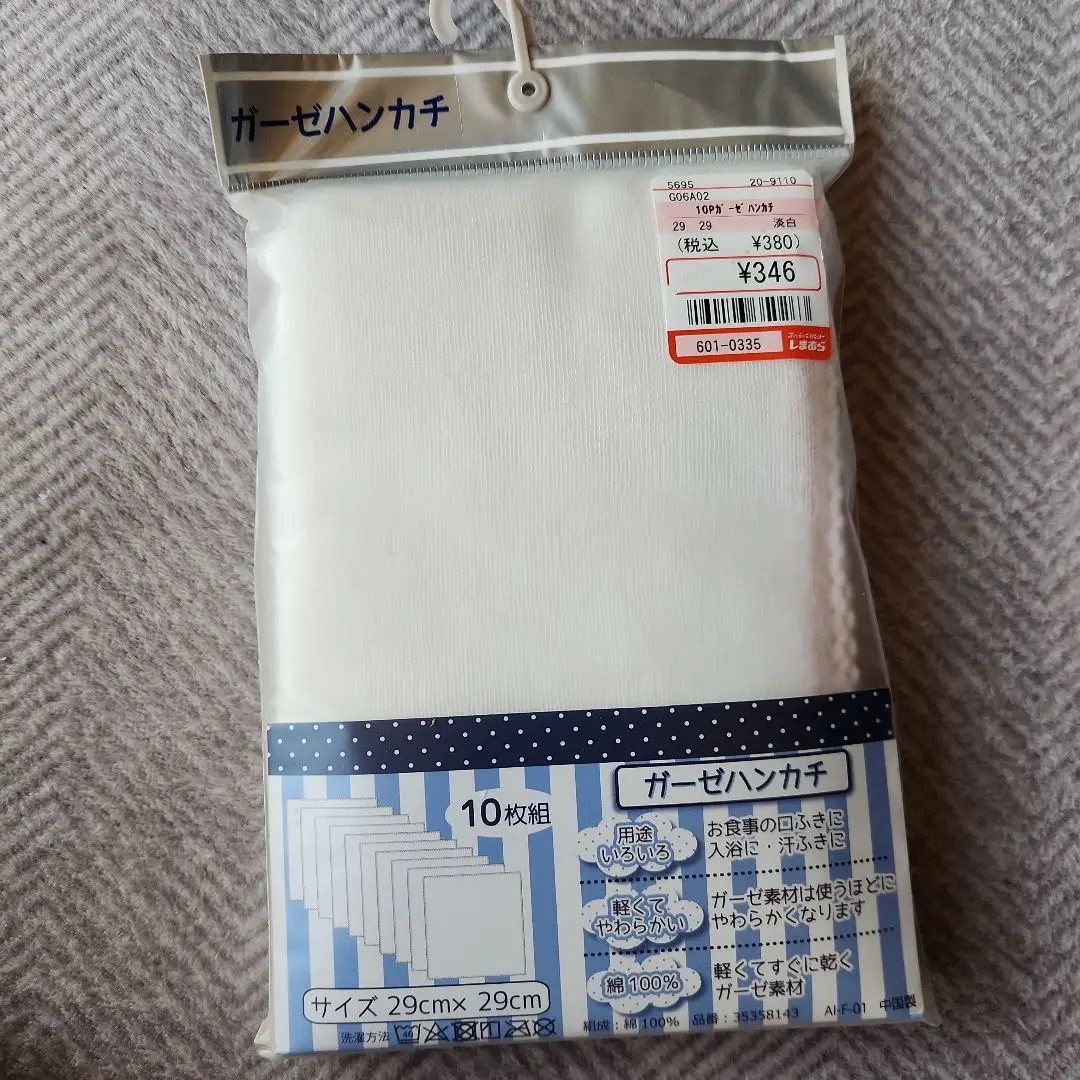 ガーゼハンカチ
5695 20-9110
G06A02
10Pガーゼハンカチ
29 29 淡白
(税込 ¥380)
¥346
601-0335 しまむら
ガーゼハンカチ
10枚組
用途
いろいろ
お食事の口ふきに
入浴に・汗ふきに
軽くて
やわらかい
ガーゼ素材は使うほどに
やわらかくなります
綿100%
軽くてすぐに乾く
ガーゼ素材
サイズ 29cm× 29cm
洗濯方法 40
組成：綿100% 品番：35358143 AI-F-01 中国製